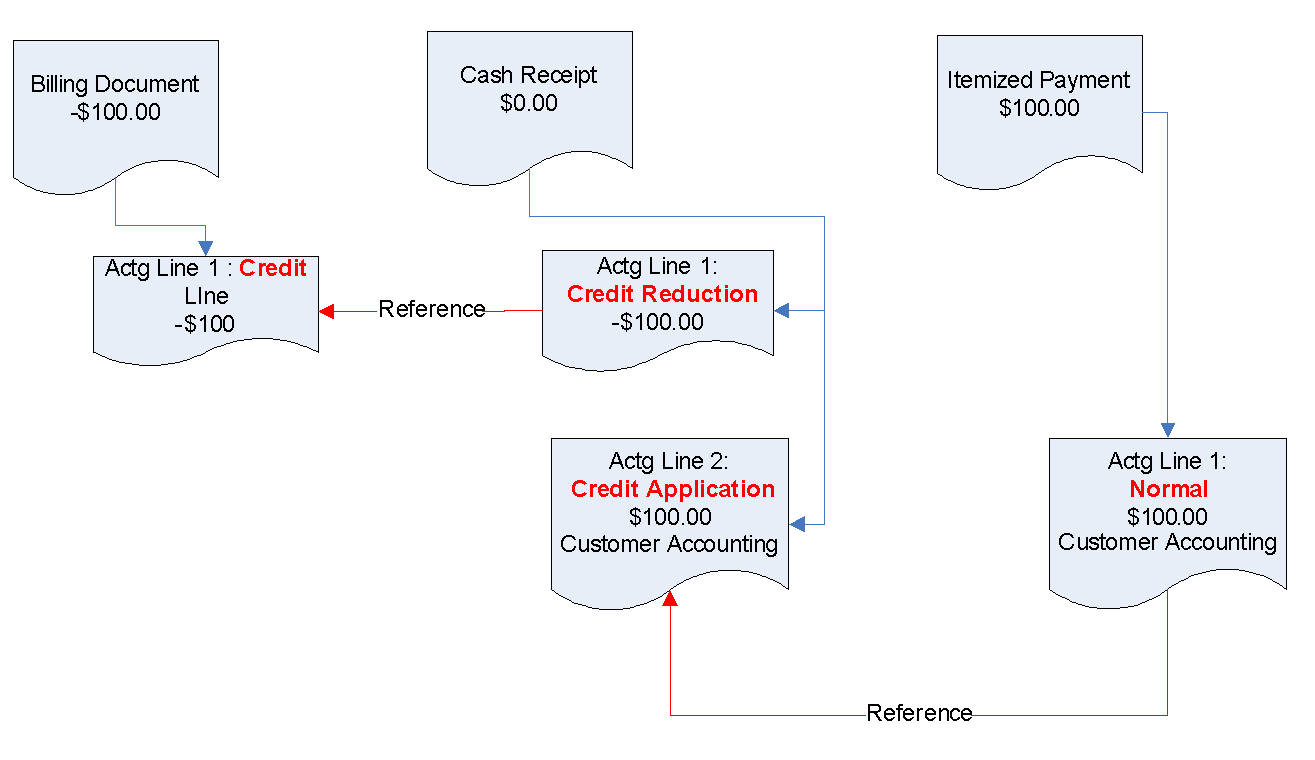 Billing Document
-$100.00
Cash Receipt
$0.00
Itemized Payment
$100.00
Actg Line 1 : Credit
LIne
-$100
Reference
Actg Line 1:
Credit Reduction
-$100.00
Actg Line 2:
Credit Application
$100.00
Customer Accounting
Actg Line 1:
Normal
$100.00
Customer Accounting
Reference